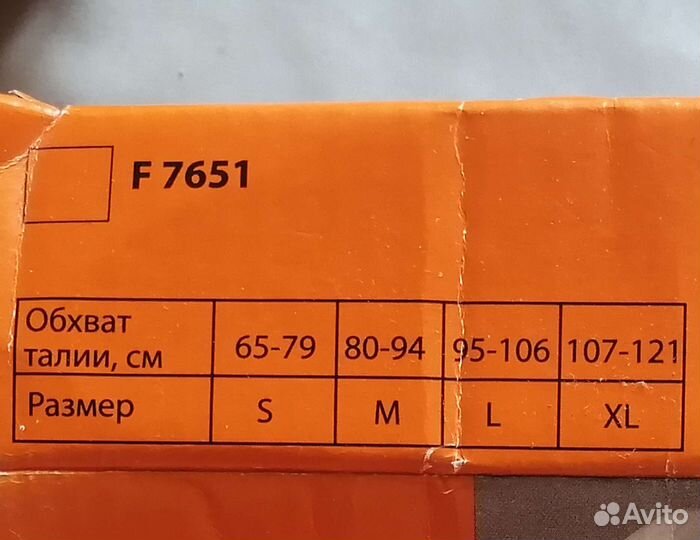 F 7651
Обхват талии, см 65-79 80-94 95-106 107-121
Размер S M L XL
Avito